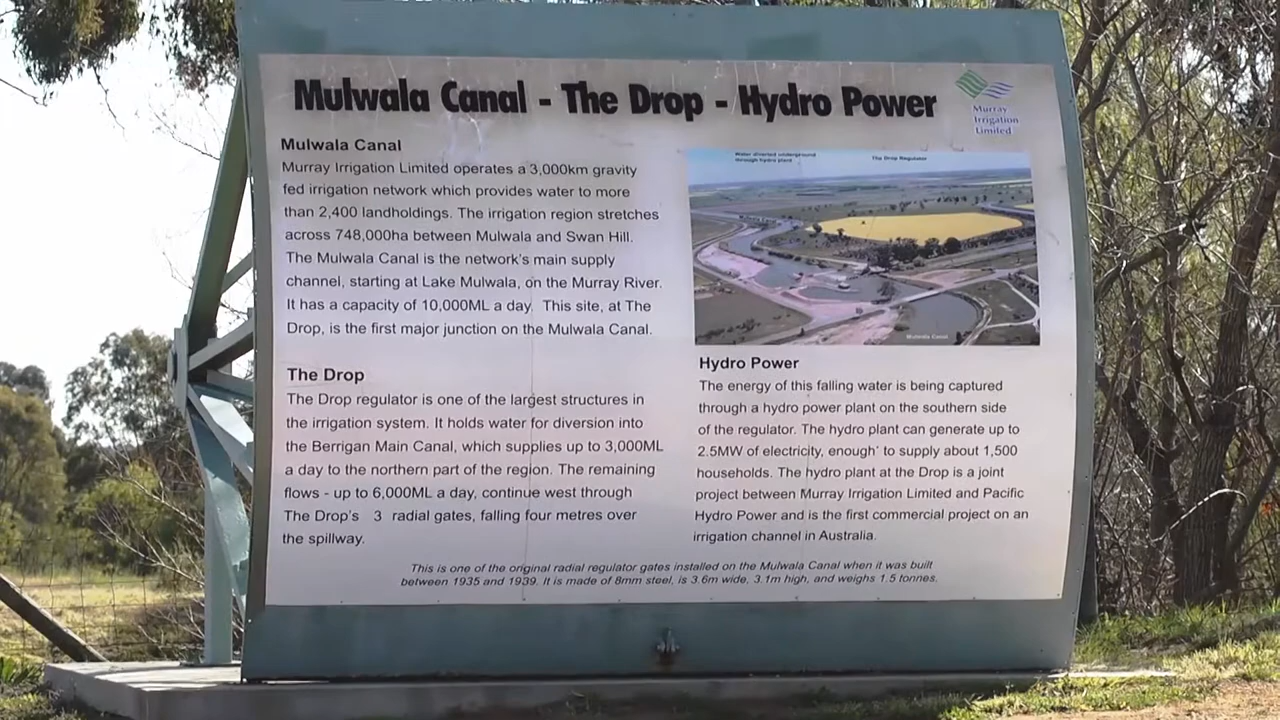 Mulwala Canal - The Drop - Hydro Power
Murray
Irrigation
Limited
Mulwala Canal
Murray Irrigation Limited operates a 3,000km gravity
fed irrigation network which provides water to more
than 2,400 landholdings. The irrigation region stretches
across 748,000ha between Mulwala and Swan Hill.
The Mulwala Canal is the network's main supply
channel, starting at Lake Mulwala, on the Murray River.
It has a capacity of 10,000ML a day. This site, at The
Drop, is the first major junction on the Mulwala Canal.
The Drop
The Drop regulator is one of the largest structures in
the irrigation system. It holds water for diversion into
the Berrigan Main Canal, which supplies up to 3,000ML
a day to the northern part of the region. The remaining
flows - up to 6,000ML a day, continue west through
The Drop's 3 radial gates, falling four metres over
the spillway.
Water diverted underground
through hydro plant
The Drop Regulator
Mulwala Canal
Hydro Power
The energy of this falling water is being captured
through a hydro power plant on the southern side
of the regulator. The hydro plant can generate up to
2.5MW of electricity, enough to supply about 1,500
households. The hydro plant at the Drop is a joint
project between Murray Irrigation Limited and Pacific
Hydro Power and is the first commercial project on an
irrigation channel in Australia.
This is one of the original radial regulator gates installed on the Mulwala Canal when it was built
between 1935 and 1939. It is made of 8mm steel, is 3.6m wide, 3.1m high, and weighs 1.5 tonnes.